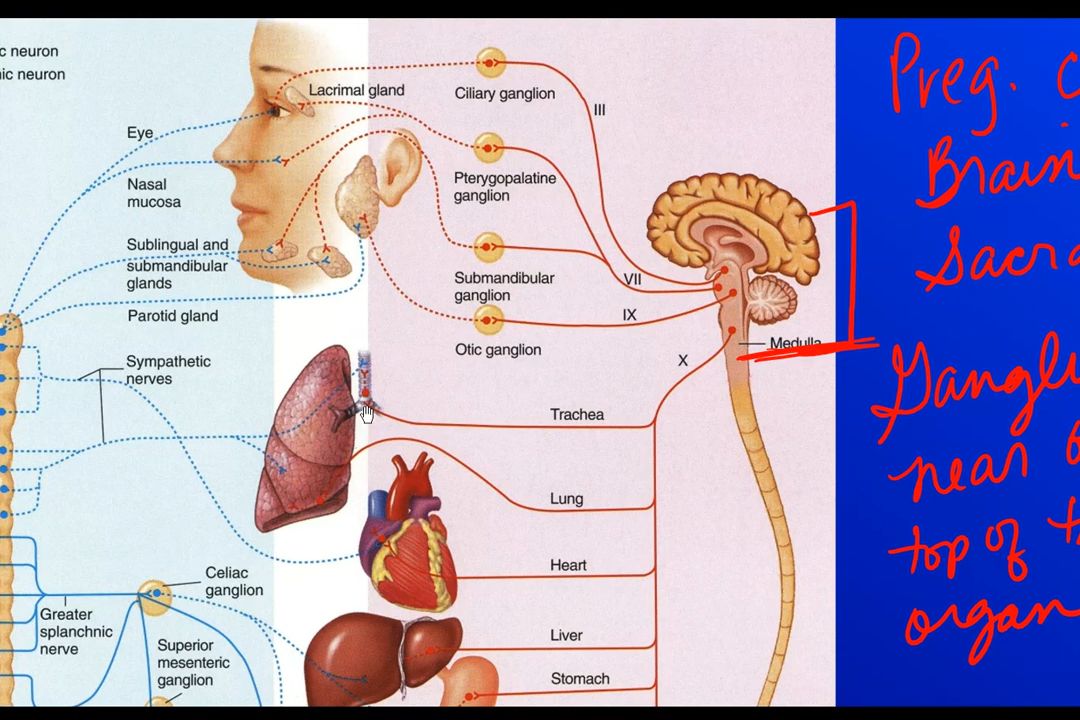 c neuron
ic neuron
Lacrimal gland
Ciliary ganglion
III
Eye
Pterygopalatine
ganglion
Nasal
mucosa
Sublingual and
submandibular
glands
Submandibular
ganglion
VII
IX
Parotid gland
Otic ganglion
Medulla
X
Sympathetic
nerves
Trachea
Lung
Heart
Celiac
ganglion
Greater
splanchnic
nerve
Liver
Superior
mesenteric
ganglion
Stomach
Preg. c
Brain
Sacra
Gangli
near
top of t
organ